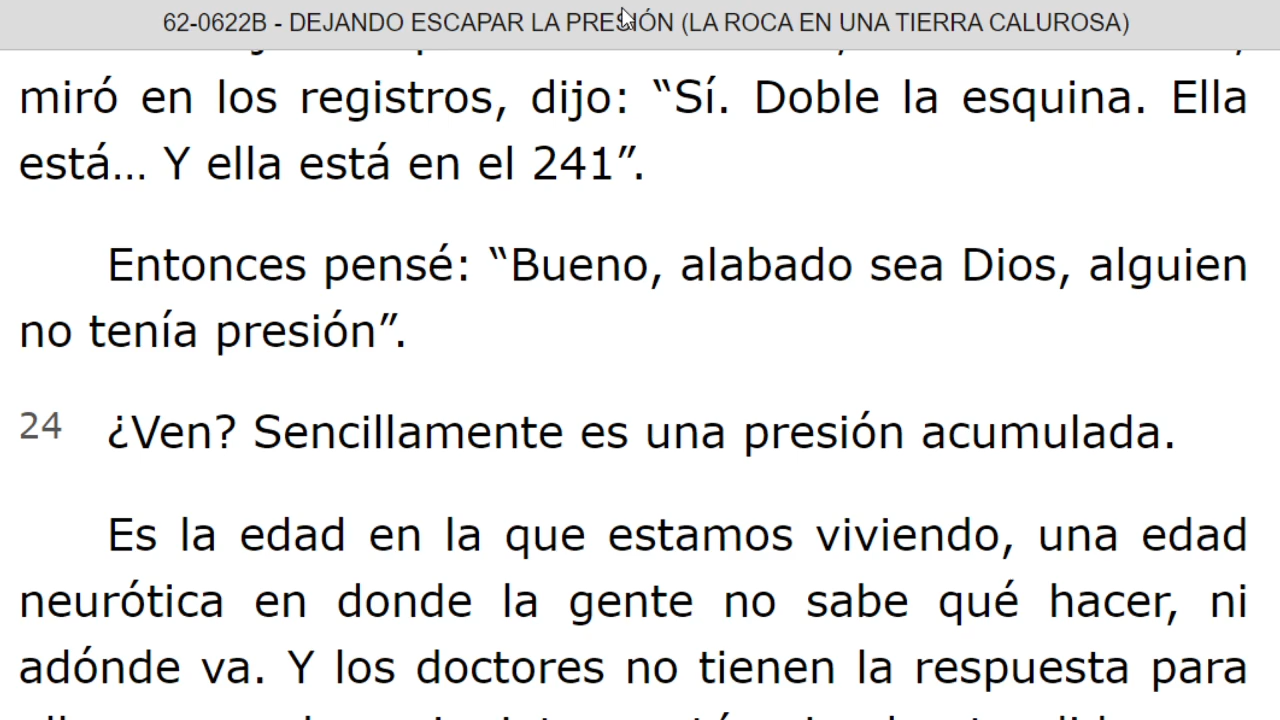 62-0622B - DEJANDO ESCAPAR LA PRESIÓN (LA ROCA EN UNA TIERRA CALUROSA)
miró en los registros, dijo: “Sí. Doble la esquina. Ella
está… Y ella está en el 241”.
Entonces pensé: “Bueno, alabado sea Dios, alguien
no tenía presión”.
24 ¿Ven? Sencillamente es una presión acumulada.
Es la edad en la que estamos viviendo, una edad
neurótica en donde la gente no sabe qué hacer, ni
adónde va. Y los doctores no tienen la respuesta para